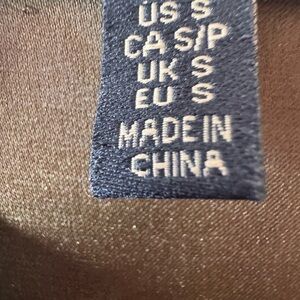 US S
CA S/P
UK S
EU S
MADE IN
CHINA